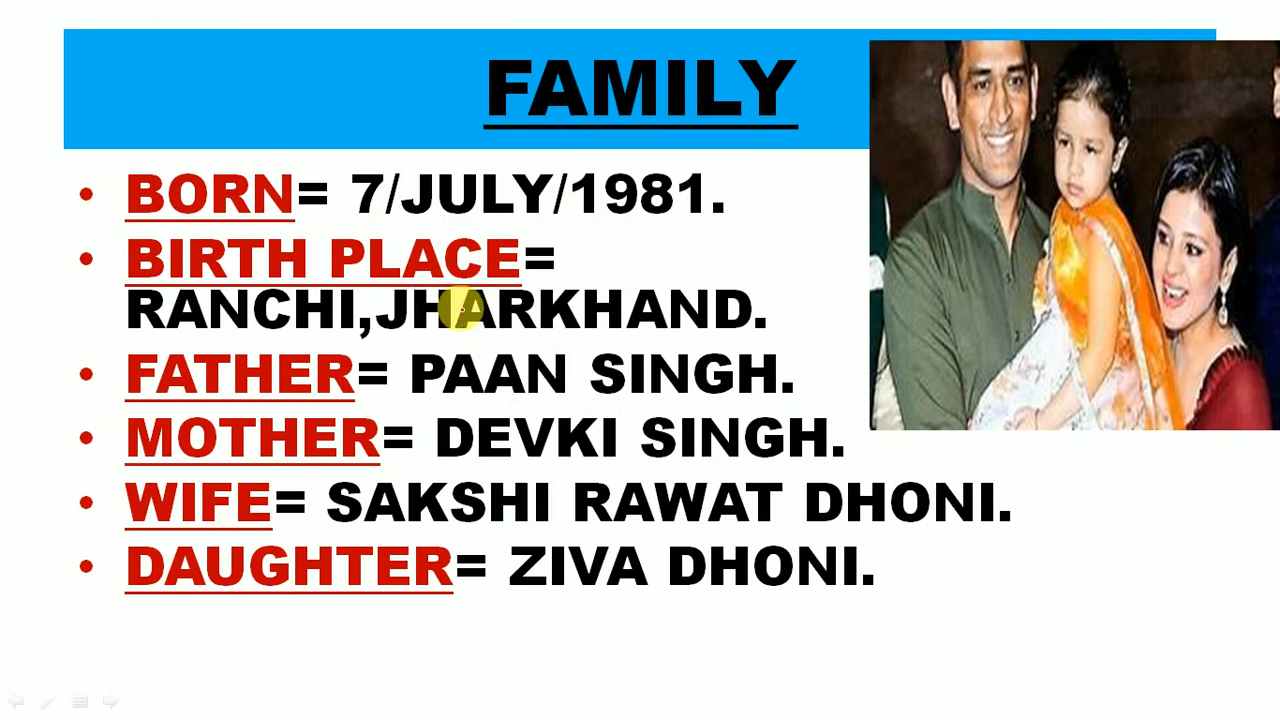 FAMILY
• BORN= 7/JULY/1981.
• BIRTH PLACE=
RANCHI,JHARKHAND.
• FATHER= PAAN SINGH.
• MOTHER= DEVKI SINGH.
• WIFE= SAKSHI RAWAT DHONI.
• DAUGHTER= ZIVA DHONI.